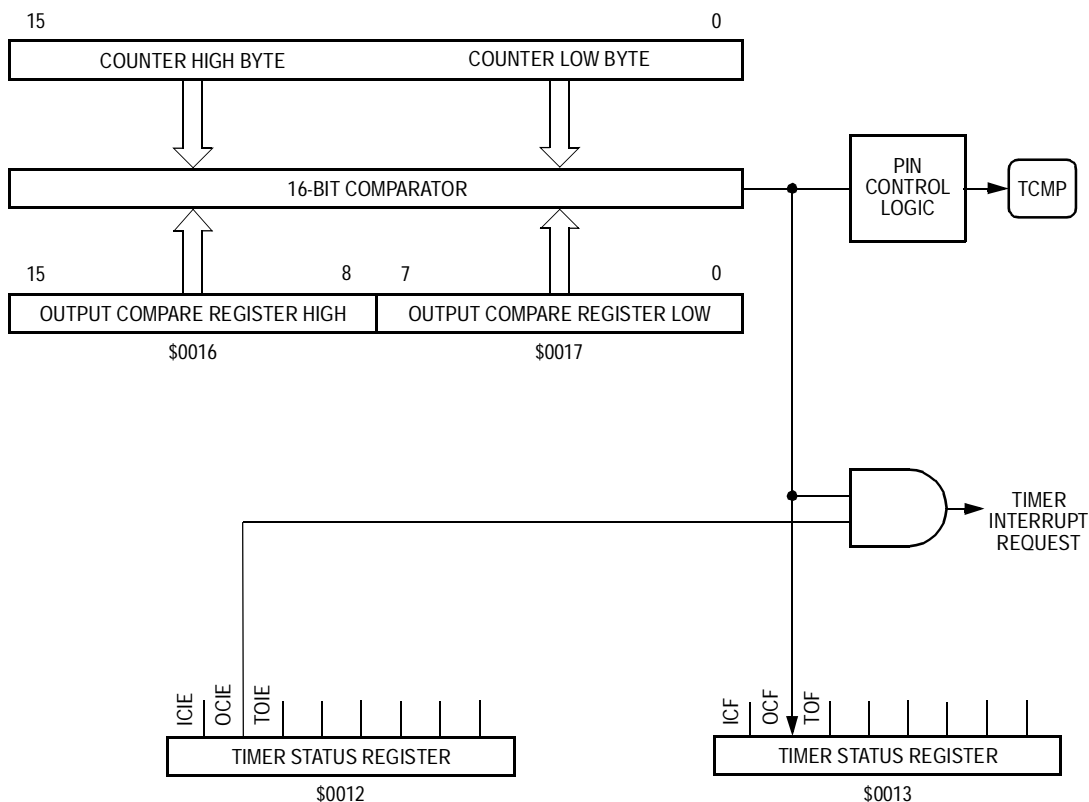 15 0
COUNTER HIGH BYTE COUNTER LOW BYTE
16-BIT COMPARATOR
PIN
CONTROL
LOGIC
TCMP
15 8 7 0
OUTPUT COMPARE REGISTER HIGH OUTPUT COMPARE REGISTER LOW
$0016 $0017
TIMER
INTERRUPT
REQUEST
ICIE
OCIE
TOIE
TIMER STATUS REGISTER
$0012
ICF
OCF
TOF
TIMER STATUS REGISTER
$0013